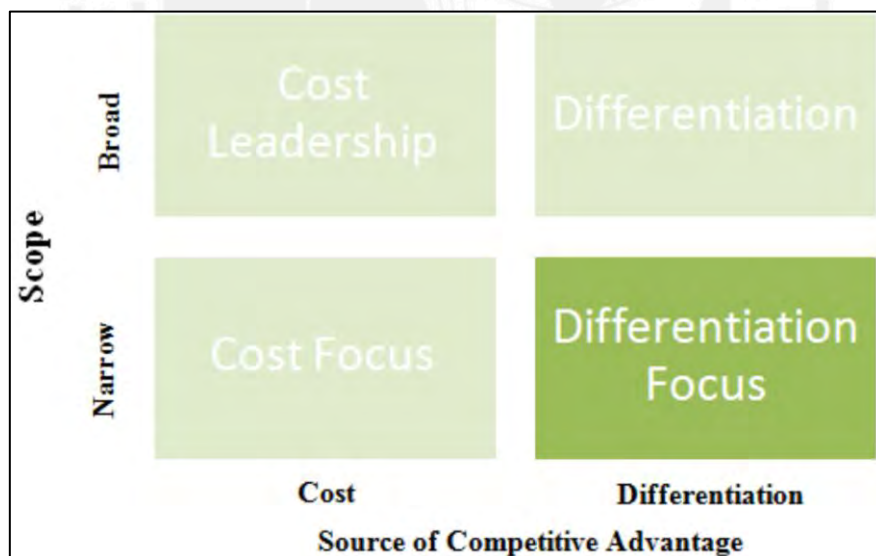 Scope
Broad
Cost
Leadership
Differentiation
Narrow
Cost Focus
Differentiation
Focus
Cost
Differentiation
Source of Competitive Advantage